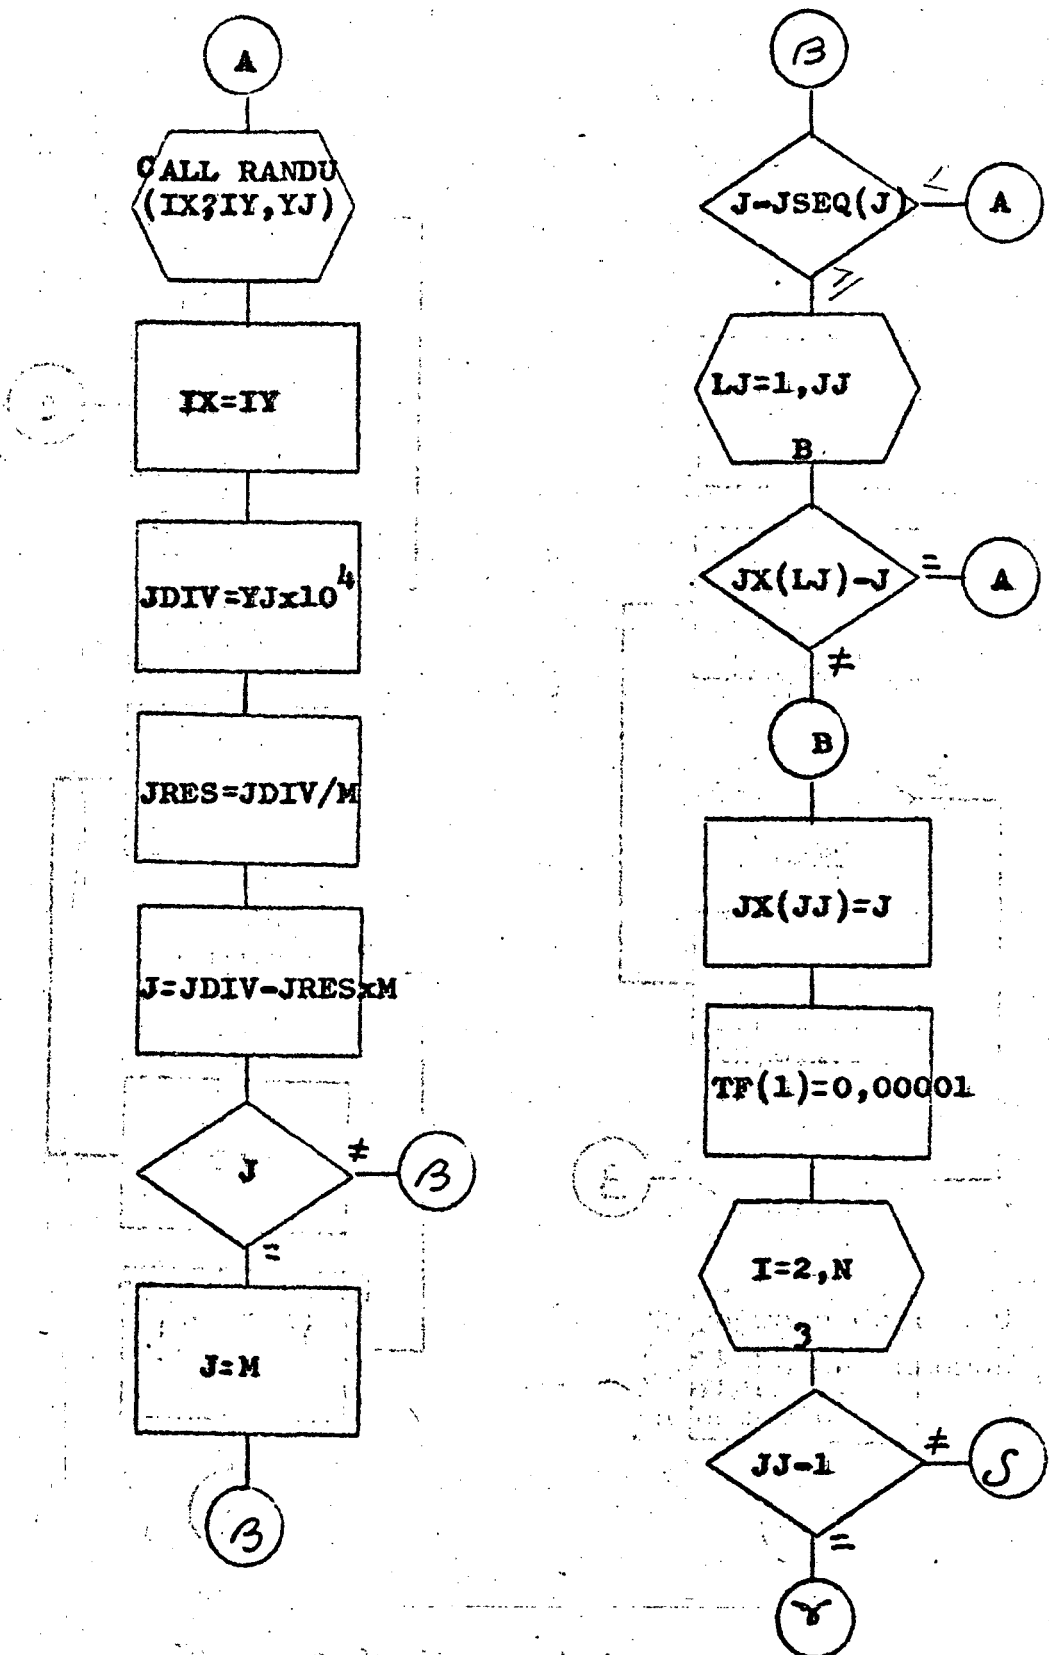 A
CALL RANDU
(IX,IY,YJ)
IX=IY
JDIV=YJx10⁴
JRES=JDIV/M
J=JDIV-JRESxM
J
≠
β
=
J=M
β
β
J-JSEQ(J)
<
A
≥
LJ=1,JJ
B
JX(LJ)-J
=
A
≠
B
JX(JJ)=J
TF(1)=0,00001
I=2,N
3
JJ-1
≠
δ
=
γ